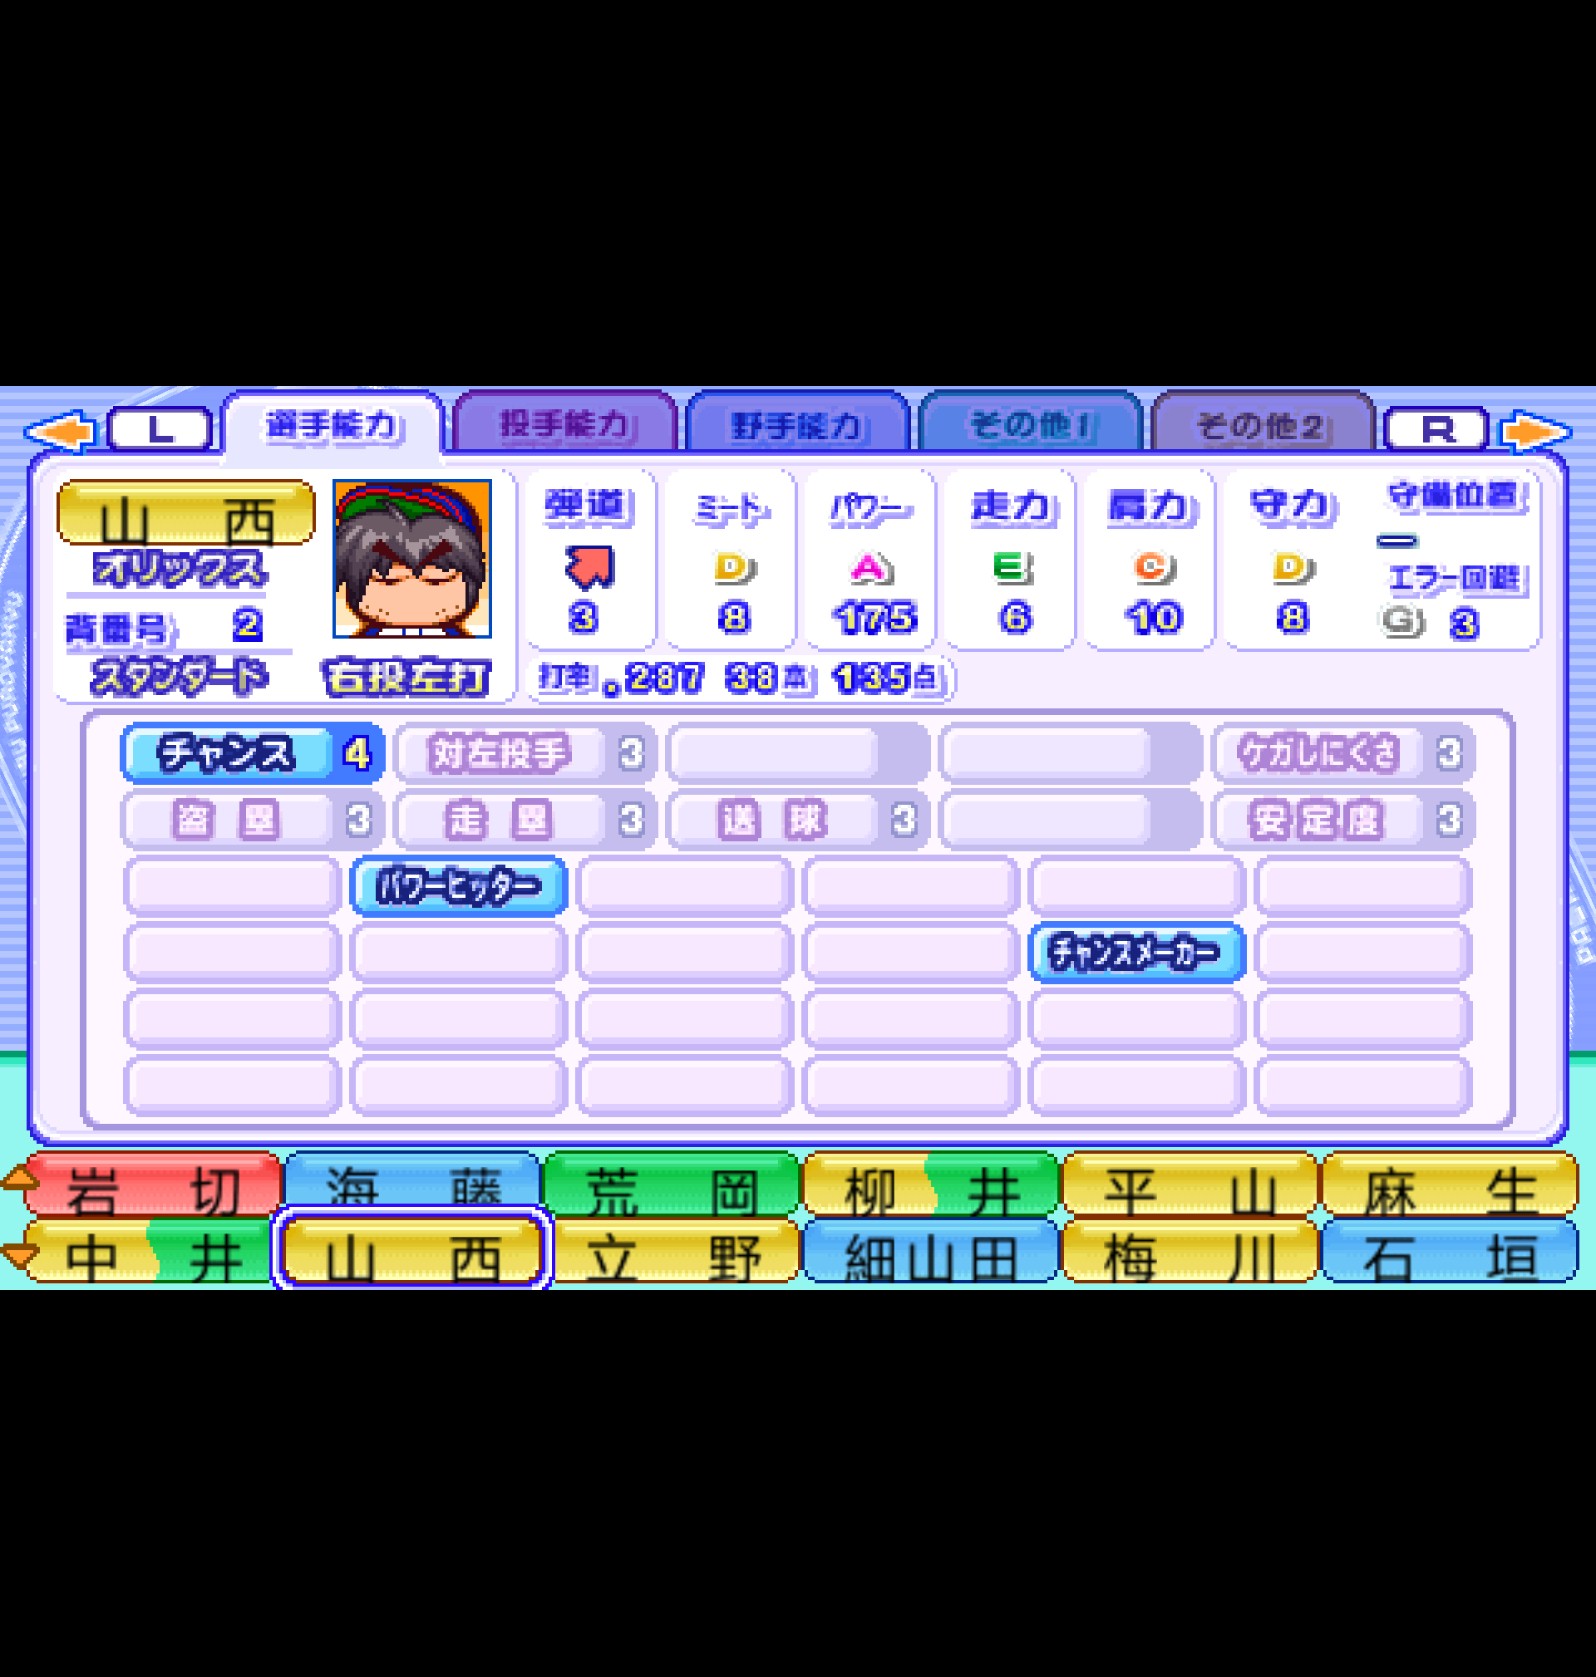 L 選手能力 投手能力 野手能力 その他1 その他2 R
山西 弾道 ミート パワー 走力 肩力 守力 守備位置
オリックス D A E C D ー
エラー回避
背番号 2 3 8 175 6 10 8 G 3
スタンダード 右投左打 打率.287 38本 135点
チャンス 4 対左投手 3 ケガしにくさ 3
盗塁 3 走塁 3 送球 3 安定度 3
パワーヒッター
チャンスメーカー
岩切 海藤 荒岡 柳井 平山 麻生
中井 山西 立野 細山田 梅川 石垣